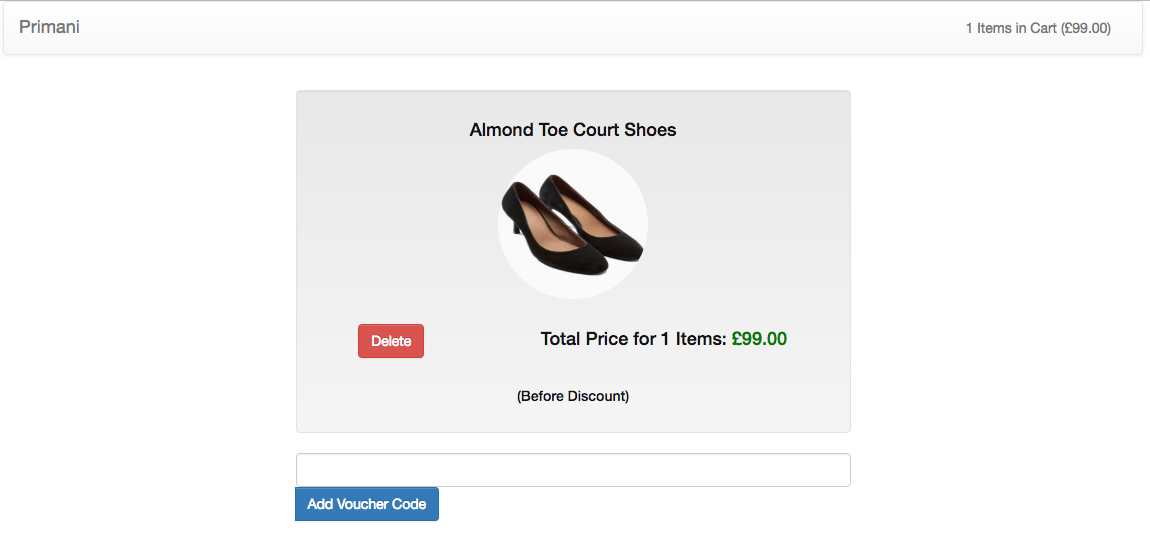 Primani
1 Items in Cart (£99.00)
Almond Toe Court Shoes
Delete
Total Price for 1 Items: £99.00
(Before Discount)
Add Voucher Code